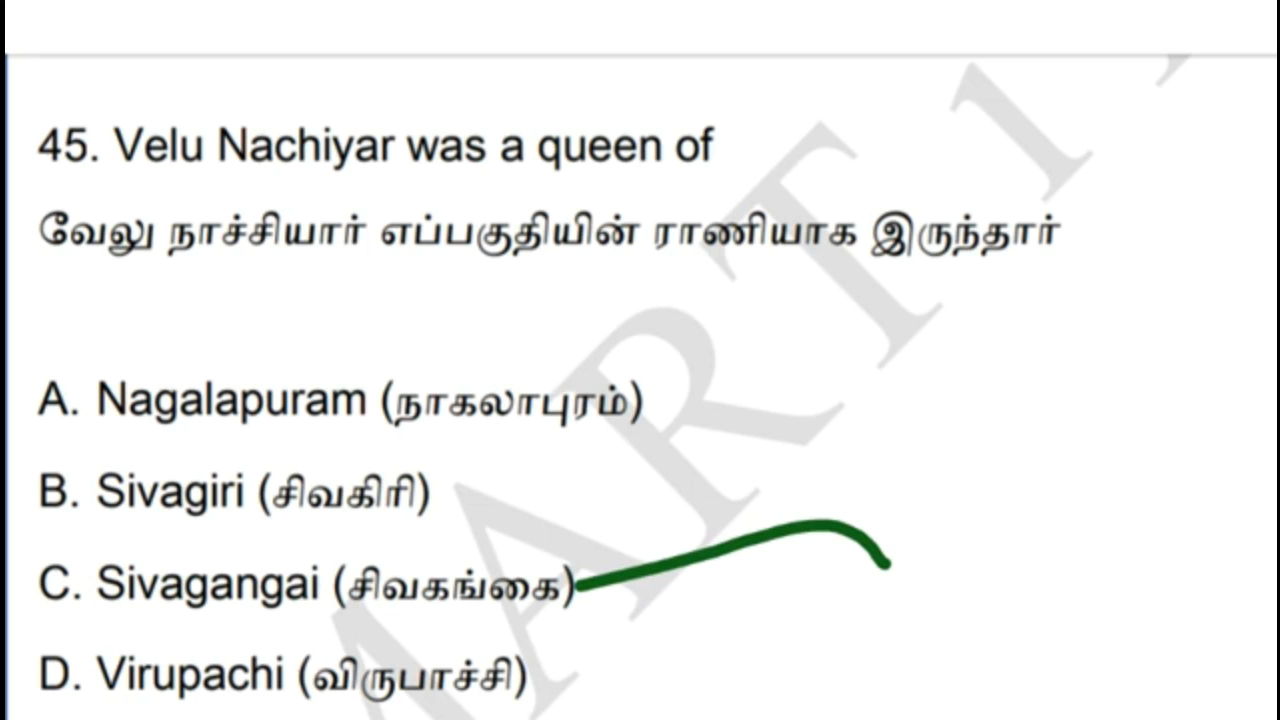 45. Velu Nachiyar was a queen of
வேலு நாச்சியார் எப்பகுதியின் ராணியாக இருந்தார்
A. Nagalapuram (நாகலாபுரம்)
B. Sivagiri (சிவகிரி)
C. Sivagangai (சிவகங்கை)
D. Virupachi (விருபாச்சி)